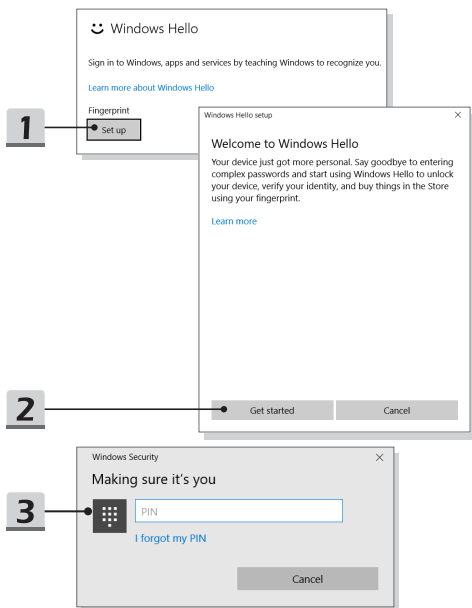 Windows Hello
Sign in to Windows, apps and services by teaching Windows to recognize you.
Learn more about Windows Hello
Fingerprint
1
Set up
Windows Hello setup
Welcome to Windows Hello
Your device just got more personal. Say goodbye to entering
complex passwords and start using Windows Hello to unlock
your device, verify your identity, and buy things in the Store
using your fingerprint.
Learn more
2
Get started
Cancel
Windows Security
Making sure it's you
3
PIN
I forgot my PIN
Cancel